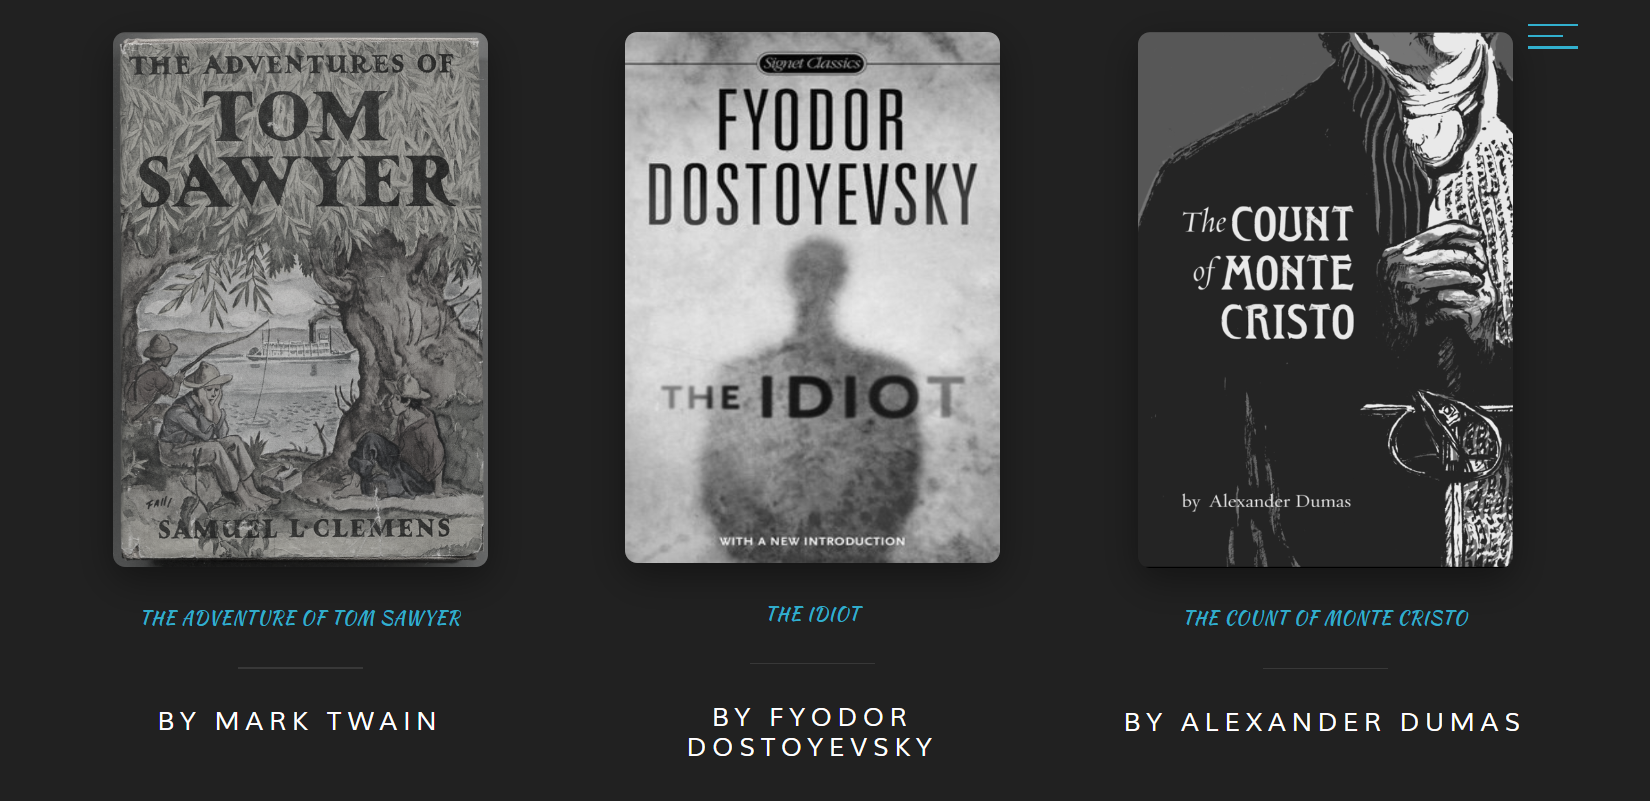 THE ADVENTURES OF
TOM
SAWYER
FAlls
SAMUEL L·CLEMENS
THE ADVENTURE OF TOM SAWYER
BY MARK TWAIN
Signet Classics
FYODOR
DOSTOYEVSKY
THE IDIOT
WITH A NEW INTRODUCTION
THE IDIOT
BY FYODOR
DOSTOYEVSKY
The COUNT
of MONTE
CRISTO
by Alexander Dumas
THE COUNT OF MONTE CRISTO
BY ALEXANDER DUMAS